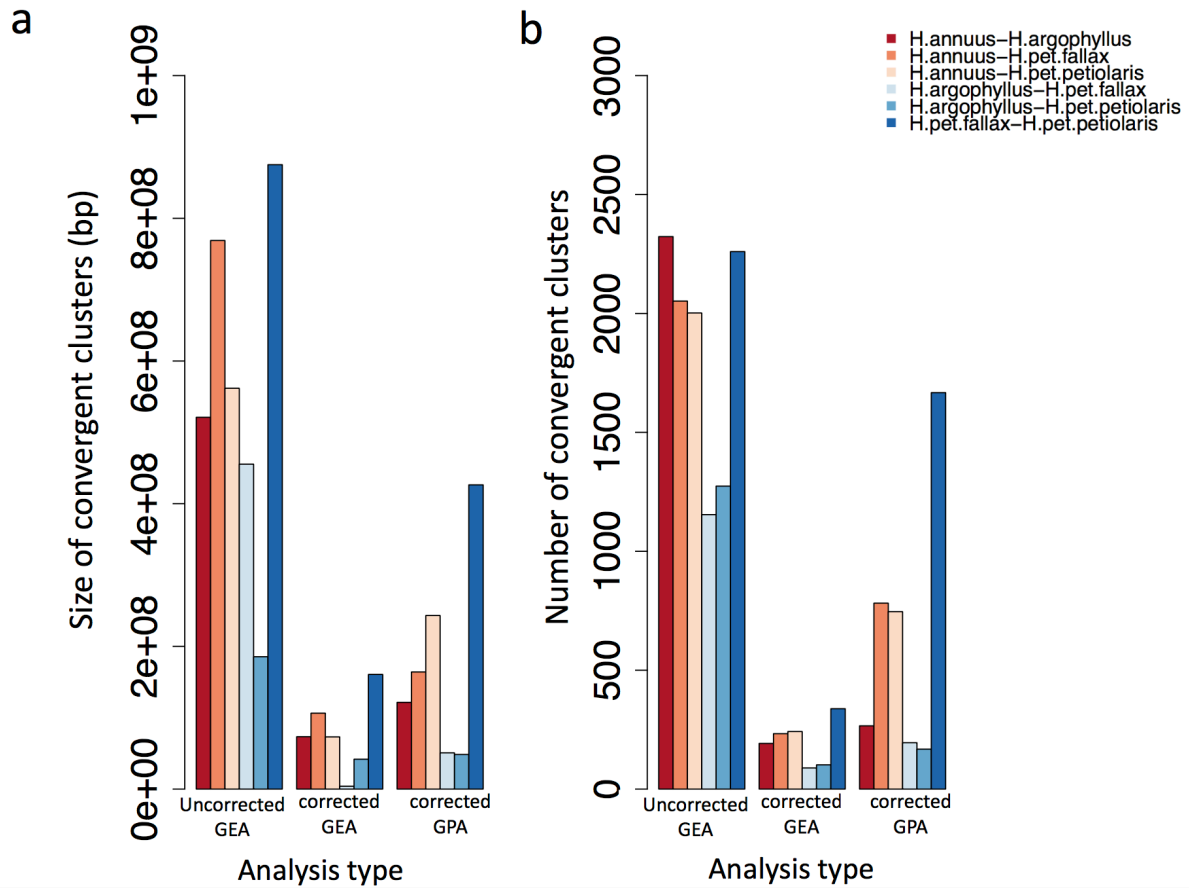 a
Size of convergent clusters (bp)
1e+09
8e+08
6e+08
4e+08
2e+08
0e+00
Uncorrected GEA
corrected GEA
corrected GPA
Analysis type
b
Number of convergent clusters
3000
2500
2000
1500
1000
500
0
H.annuus−H.argophyllus
H.annuus−H.pet.fallax
H.annuus−H.pet.petiolaris
H.argophyllus−H.pet.fallax
H.argophyllus−H.pet.petiolaris
H.pet.fallax−H.pet.petiolaris
Uncorrected GEA
corrected GEA
corrected GPA
Analysis type